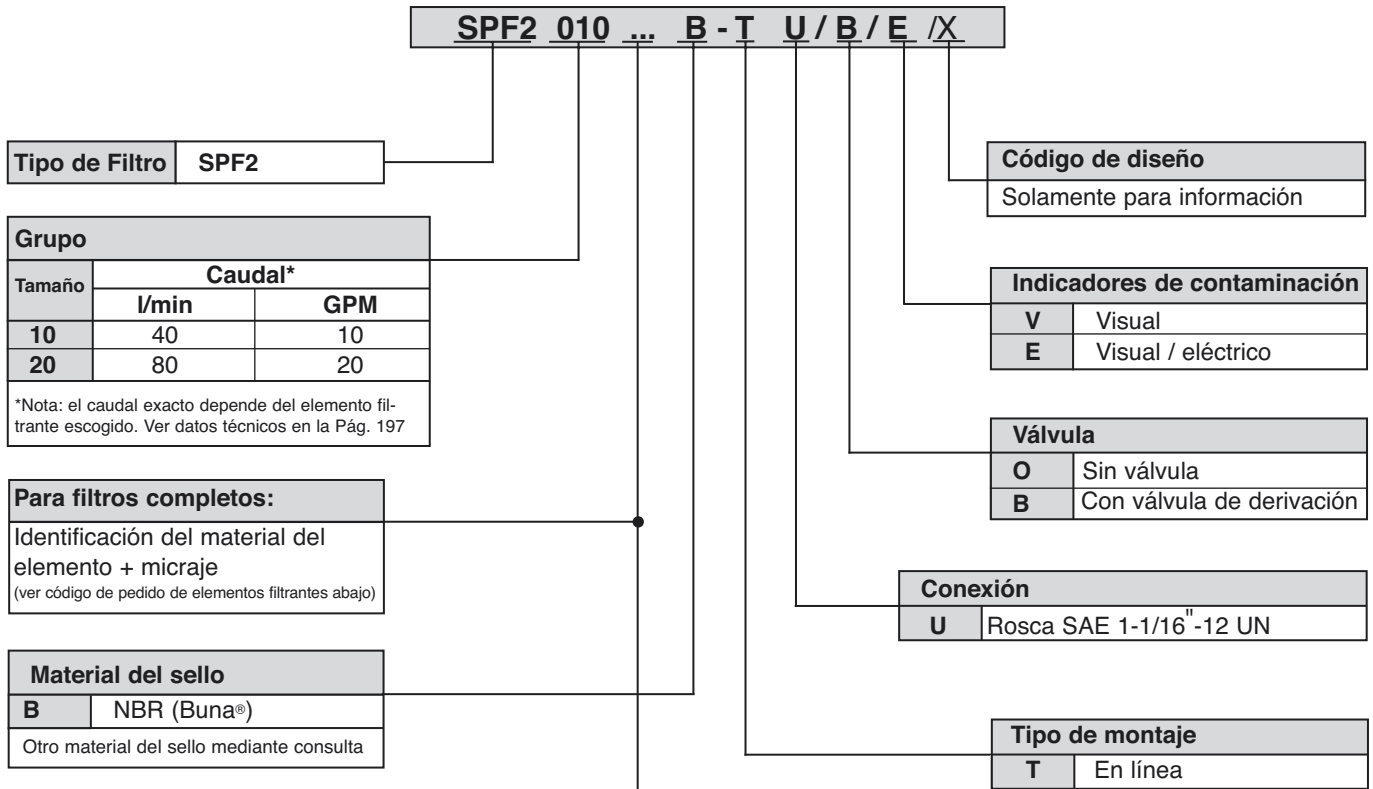 SPF2 010 ... B - T U / B / E /X
Tipo de Filtro SPF2
Grupo
Tamaño Caudal*
l/min GPM
10 40 10
20 80 20
*Nota: el caudal exacto depende del elemento fil-
trante escogido. Ver datos técnicos en la Pág. 197
Para filtros completos:
Identificación del material del
elemento + micraje
(ver código de pedido de elementos filtrantes abajo)
Material del sello
B NBR (Buna®)
Otro material del sello mediante consulta
Código de diseño
Solamente para información
Indicadores de contaminación
V Visual
E Visual / eléctrico
Válvula
O Sin válvula
B Con válvula de derivación
Conexión
U Rosca SAE 1-1/16"-12 UN
Tipo de montaje
T En línea